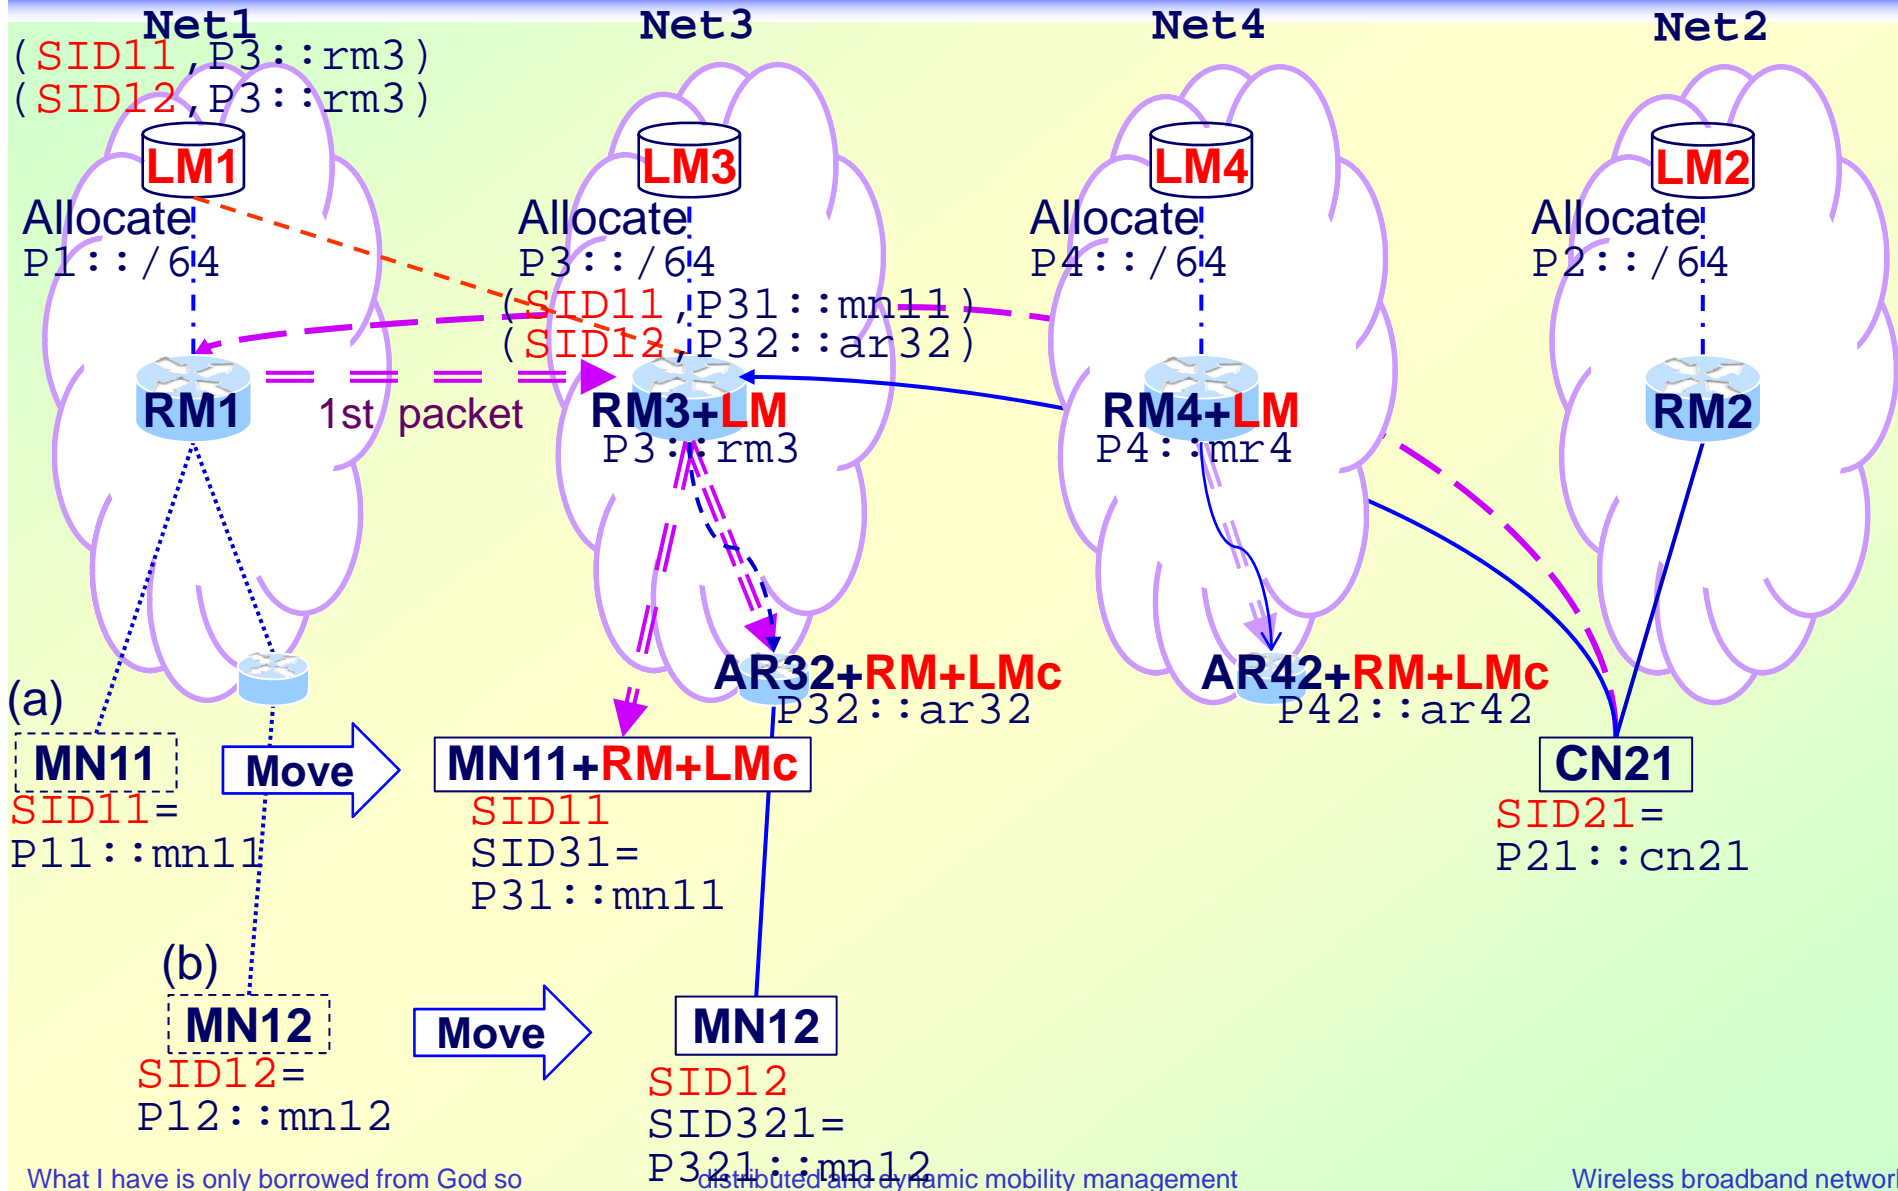 Net1 Net3 Net4 Net2
(SID11,P3::rm3)
(SID12,P3::rm3)
LM1 LM3 LM4 LM2
Allocate Allocate Allocate Allocate
P1::/64 P3::/64 P4::/64 P2::/64
(SID11,P31::mn11)
(SID12,P32::ar32)
RM1 1st packet RM3+LM RM4+LM RM2
P3::rm3 P4::mr4
AR32+RM+LMc AR42+RM+LMc
P32::ar32 P42::ar42
(a)
MN11 Move MN11+RM+LMc CN21
SID11= SID11 SID21=
P11::mn11 SID31= P21::cn21
P31::mn11
(b)
MN12 Move MN12
SID12= SID12
P12::mn12 SID321=
P321::mn12
What I have is only borrowed from God so distributed and dynamic mobility management Wireless broadband network